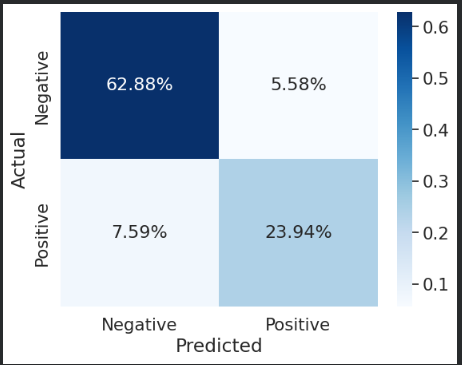 62.88%
5.58%
7.59%
23.94%
Negative
Positive
Actual
Negative
Positive
Predicted
0.6
0.5
0.4
0.3
0.2
0.1